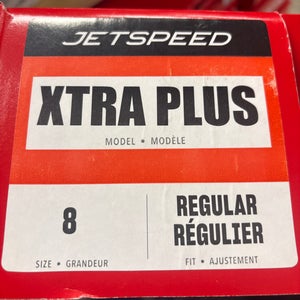 JETSPEED
XTRA PLUS
MODEL • MODÈLE
8
SIZE • GRANDEUR
REGULAR
RÉGULIER
FIT • AJUSTEMENT